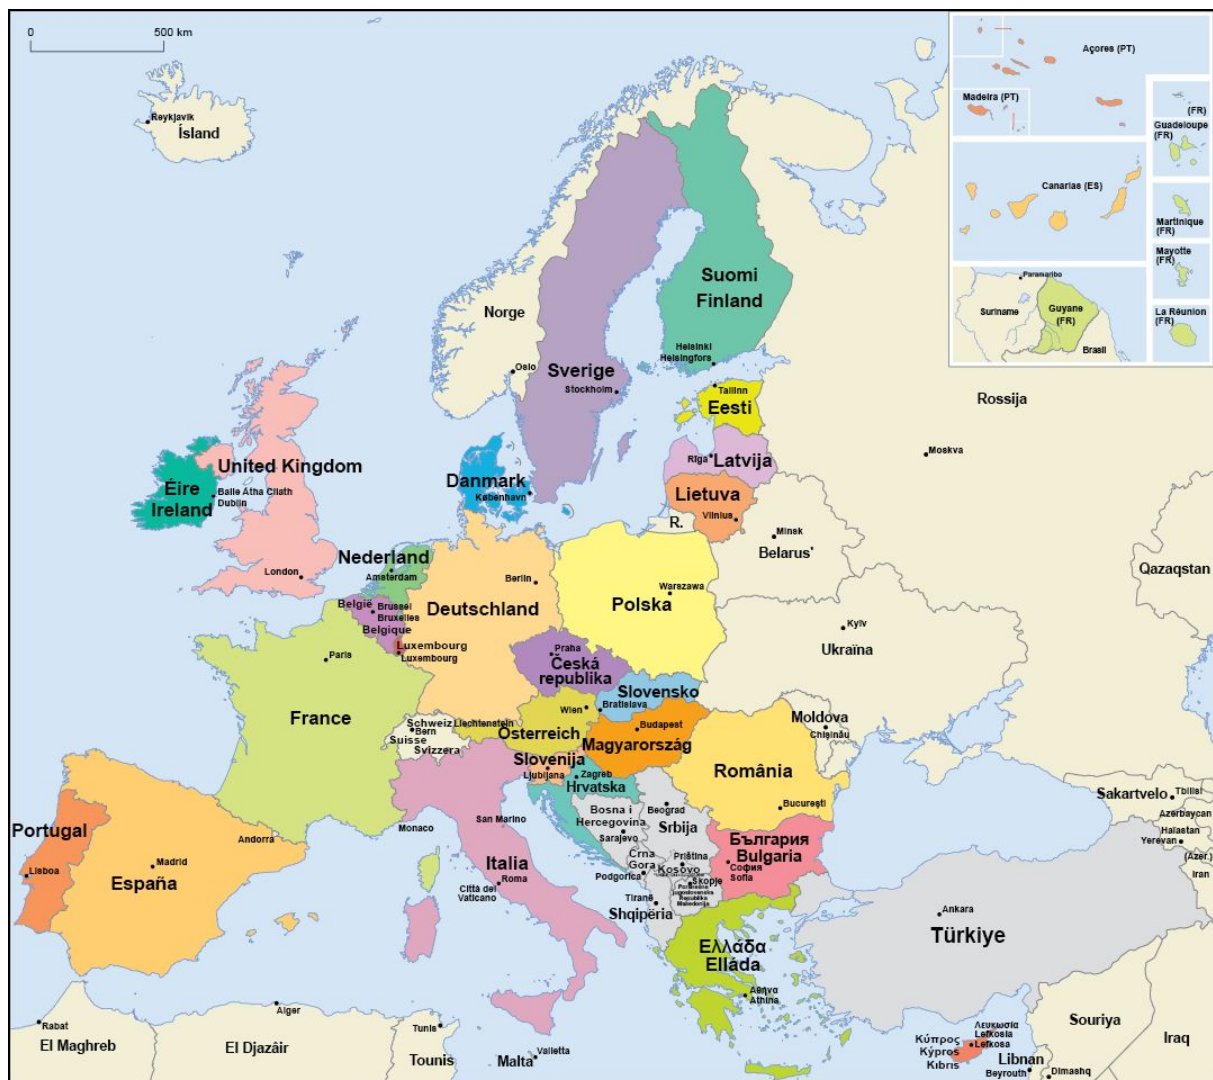 0
500 km
Reykjavik
Ísland
Açores (PT)
Madeira (PT)
(FR)
Guadeloupe
(FR)
Canarias (ES)
Martinique
(FR)
Mayotte
(FR)
Paramaribo
Suriname
Guyane
(FR)
Brasil
La Réunion
(FR)
Suomi
Finland
Norge
Helsinki
Helsingfors
Oslo
Sverige
Stockholm
Tallinn
Eesti
Rossija
Moskva
Rīga
Latvija
United Kingdom
Éire
Ireland
Baile Átha Cliath
Dublin
London
Danmark
København
Lietuva
Vilnius
R.
Minsk
Belarus'
Qazaqstan
Nederland
Amsterdam
Berlin
Deutschland
Warszawa
Polska
Kyiv
Ukraïna
België
Brussel
Bruxelles
Belgique
Luxembourg
Luxembourg
Paris
France
Praha
Česká
republika
Slovensko
Bratislava
Wien
Österreich
Liechtenstein
Schweiz
Bern
Suisse
Svizzera
Budapest
Magyarország
Moldova
Chişinău
România
Bucureşti
Slovenija
Ljubljana
Zagreb
Hrvatska
Bosna i
Hercegovina
Sarajevo
Beograd
Srbija
Crna
Gora
Podgorica
Priština
Kosovo
Skopje
Tiranë
Shqipëria
България
Bulgaria
София
Sofia
Sakartvelo
Tbilisi
Azerbaycan
Haïastan
Yerevan
(Azer.)
Iran
Portugal
Lisboa
Madrid
España
Andorra
Monaco
San Marino
Italia
Roma
Città del
Vaticano
Ελλάδα
Elláda
Αθήνα
Athina
Ankara
Türkiye
Rabat
El Maghreb
Alger
El Djazâir
Tunis
Tounis
Malta
Valletta
Κύπρος
Kýpros
Kıbrıs
Λευκωσία
Lefkosia
Lefkosa
Souriya
Iraq
Libnan
Beyrouth
Dimashq